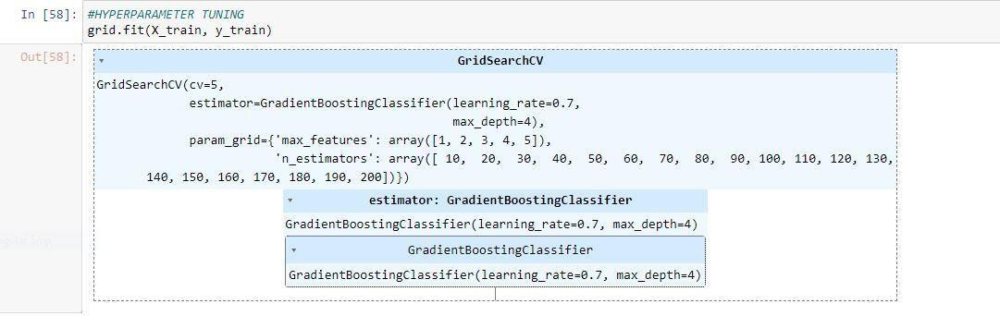 In [58]: #HYPERPARAMETER TUNING
grid.fit(X_train, y_train)
Out[58]:
GridSearchCV
GridSearchCV(cv=5,
estimator=GradientBoostingClassifier(learning_rate=0.7,
max_depth=4),
param_grid={'max_features': array([1, 2, 3, 4, 5]),
'n_estimators': array([ 10,  20,  30,  40,  50,  60,  70,  80,  90, 100, 110, 120, 130,
140, 150, 160, 170, 180, 190, 200])})
estimator: GradientBoostingClassifier
GradientBoostingClassifier(learning_rate=0.7, max_depth=4)
GradientBoostingClassifier
GradientBoostingClassifier(learning_rate=0.7, max_depth=4)